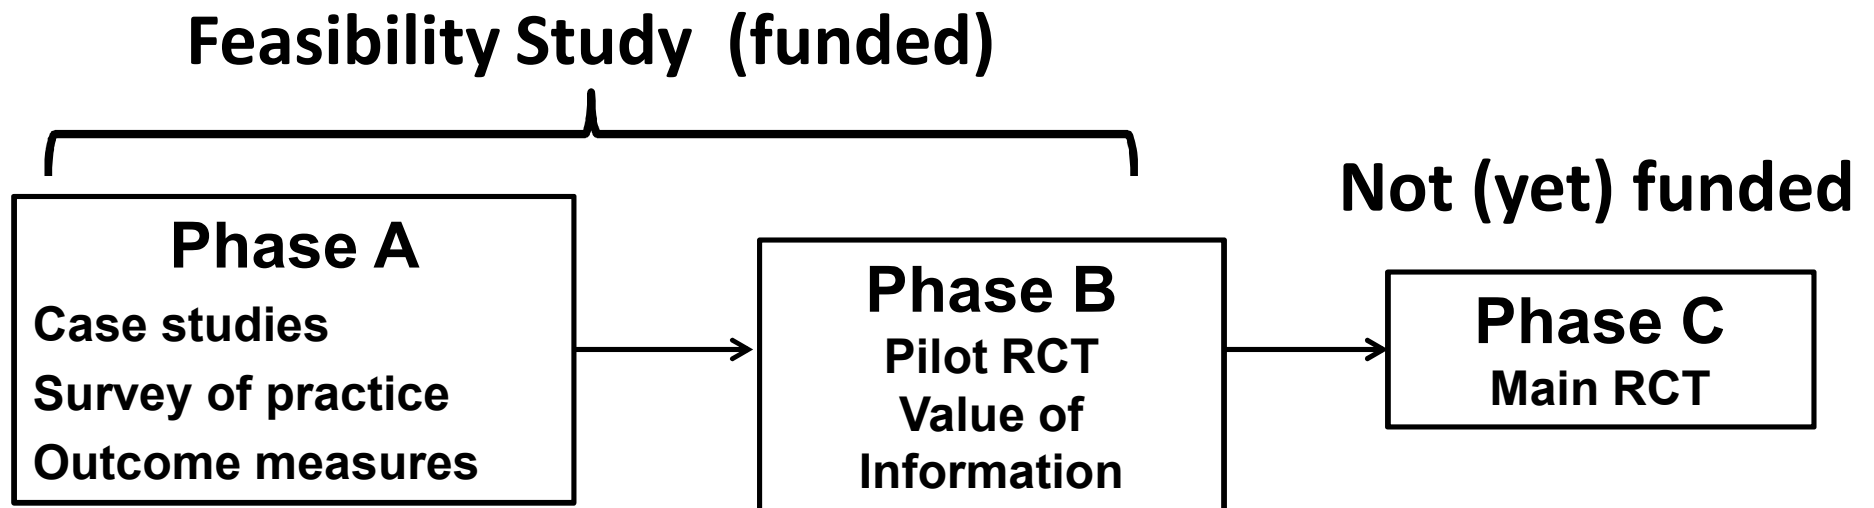 Feasibility Study (funded)
Not (yet) funded
Phase A
Case studies
Survey of practice
Outcome measures
Phase B
Pilot RCT
Value of
Information
Phase C
Main RCT